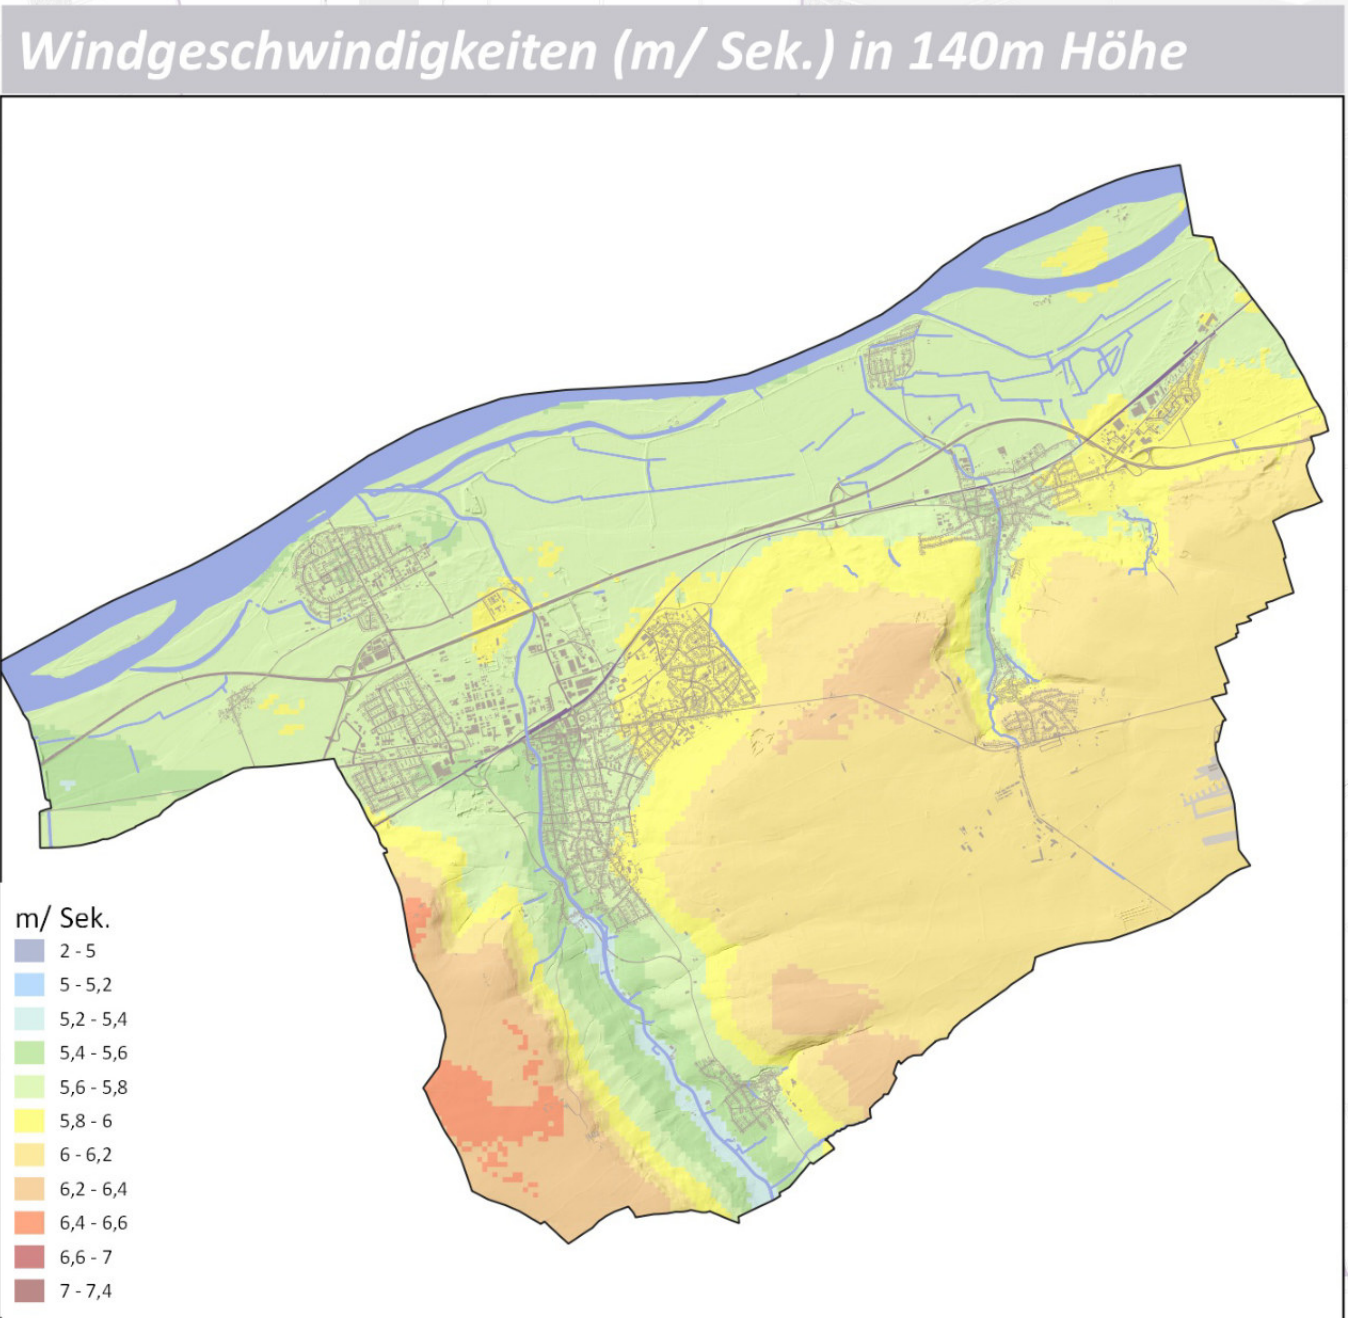 Windgeschwindigkeiten (m/ Sek.) in 140m Höhe
m/ Sek.
2 - 5
5 - 5,2
5,2 - 5,4
5,4 - 5,6
5,6 - 5,8
5,8 - 6
6 - 6,2
6,2 - 6,4
6,4 - 6,6
6,6 - 7
7 - 7,4